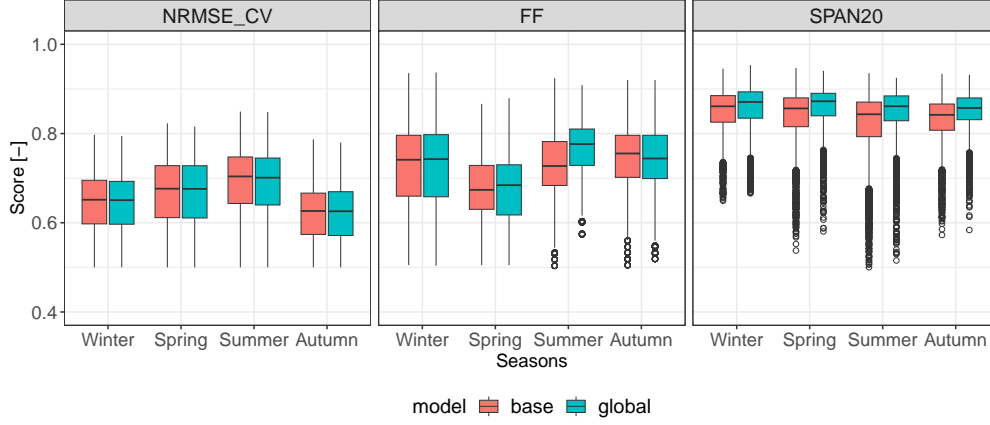 NRMSE_CV FF SPAN20
1.0
0.8
0.6
0.4
Score [−]
Winter Spring Summer Autumn Winter Spring Summer Autumn Winter Spring Summer Autumn
Seasons
model base global